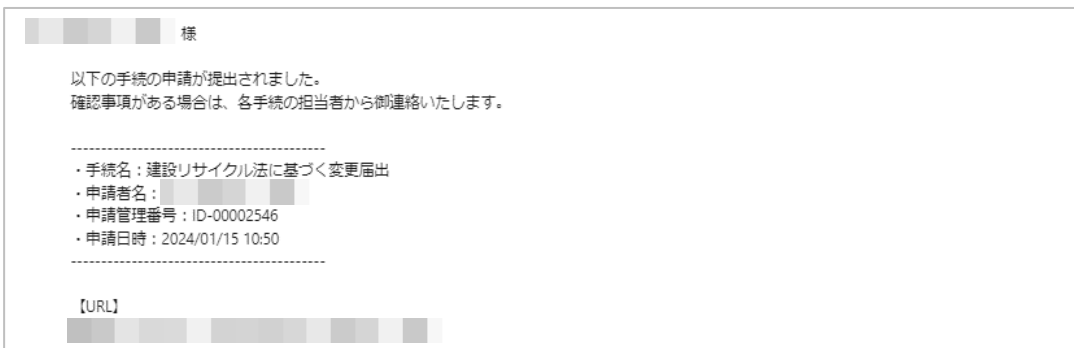 様
以下の手続の申請が提出されました。
確認事項がある場合は、各手続の担当者から御連絡いたします。
-------------------------------------------
・手続名：建設リサイクル法に基づく変更届出
・申請者名：
・申請管理番号：ID-00002546
・申請日時：2024/01/15 10:50
-------------------------------------------
【URL】